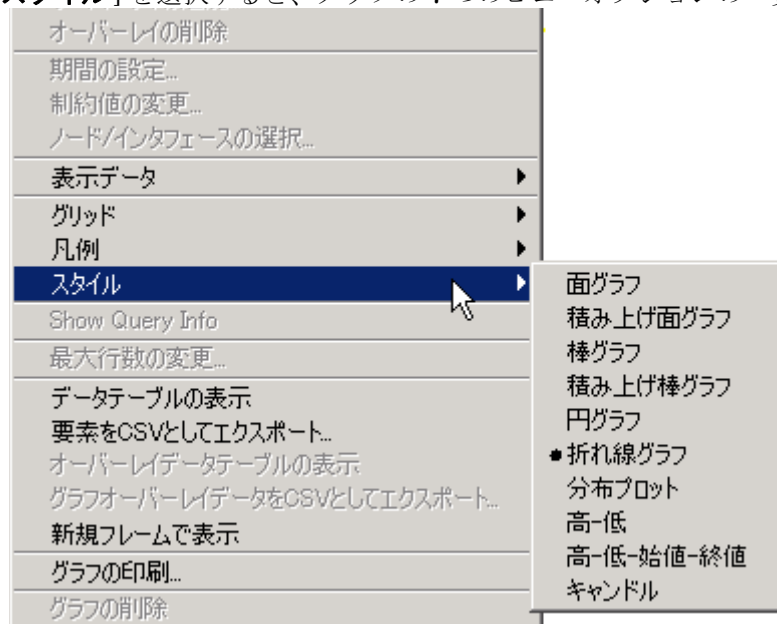 スタイル] を選択すると、グラフの下のビューオプションの
オーバーレイの削除
期間の設定...
制約値の変更...
ノード/インタフェースの選択...
表示データ
グリッド
凡例
スタイル
Show Query Info
最大行数の変更...
データテーブルの表示
要素をCSVとしてエクスポート...
オーバーレイデータテーブルの表示
グラフオーバーレイデータをCSVとしてエクスポート...
新規フレームで表示
グラフの印刷...
グラフの削除
面グラフ
積み上げ面グラフ
棒グラフ
積み上げ棒グラフ
円グラフ
折れ線グラフ
分布プロット
高-低
高-低-始値-終値
キャンドル